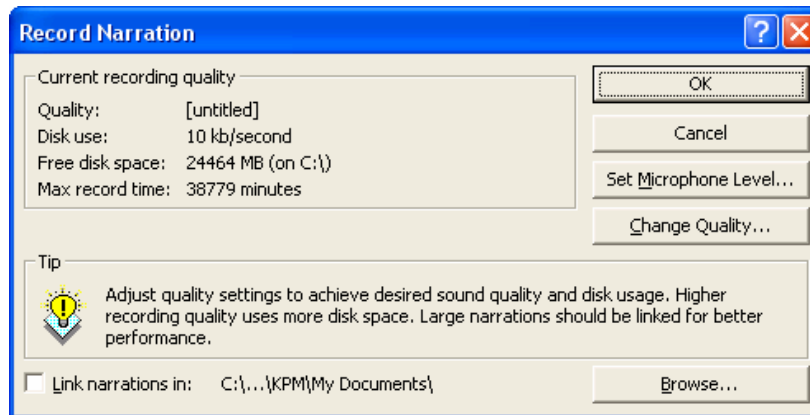 Record Narration
Current recording quality
Quality: [untitled]
Disk use: 10 kb/second
Free disk space: 24464 MB (on C:\)
Max record time: 38779 minutes
OK
Cancel
Set Microphone Level...
Change Quality...
Tip
Adjust quality settings to achieve desired sound quality and disk usage. Higher
recording quality uses more disk space. Large narrations should be linked for better
performance.
Link narrations in: C:\...\KPM\My Documents\
Browse...